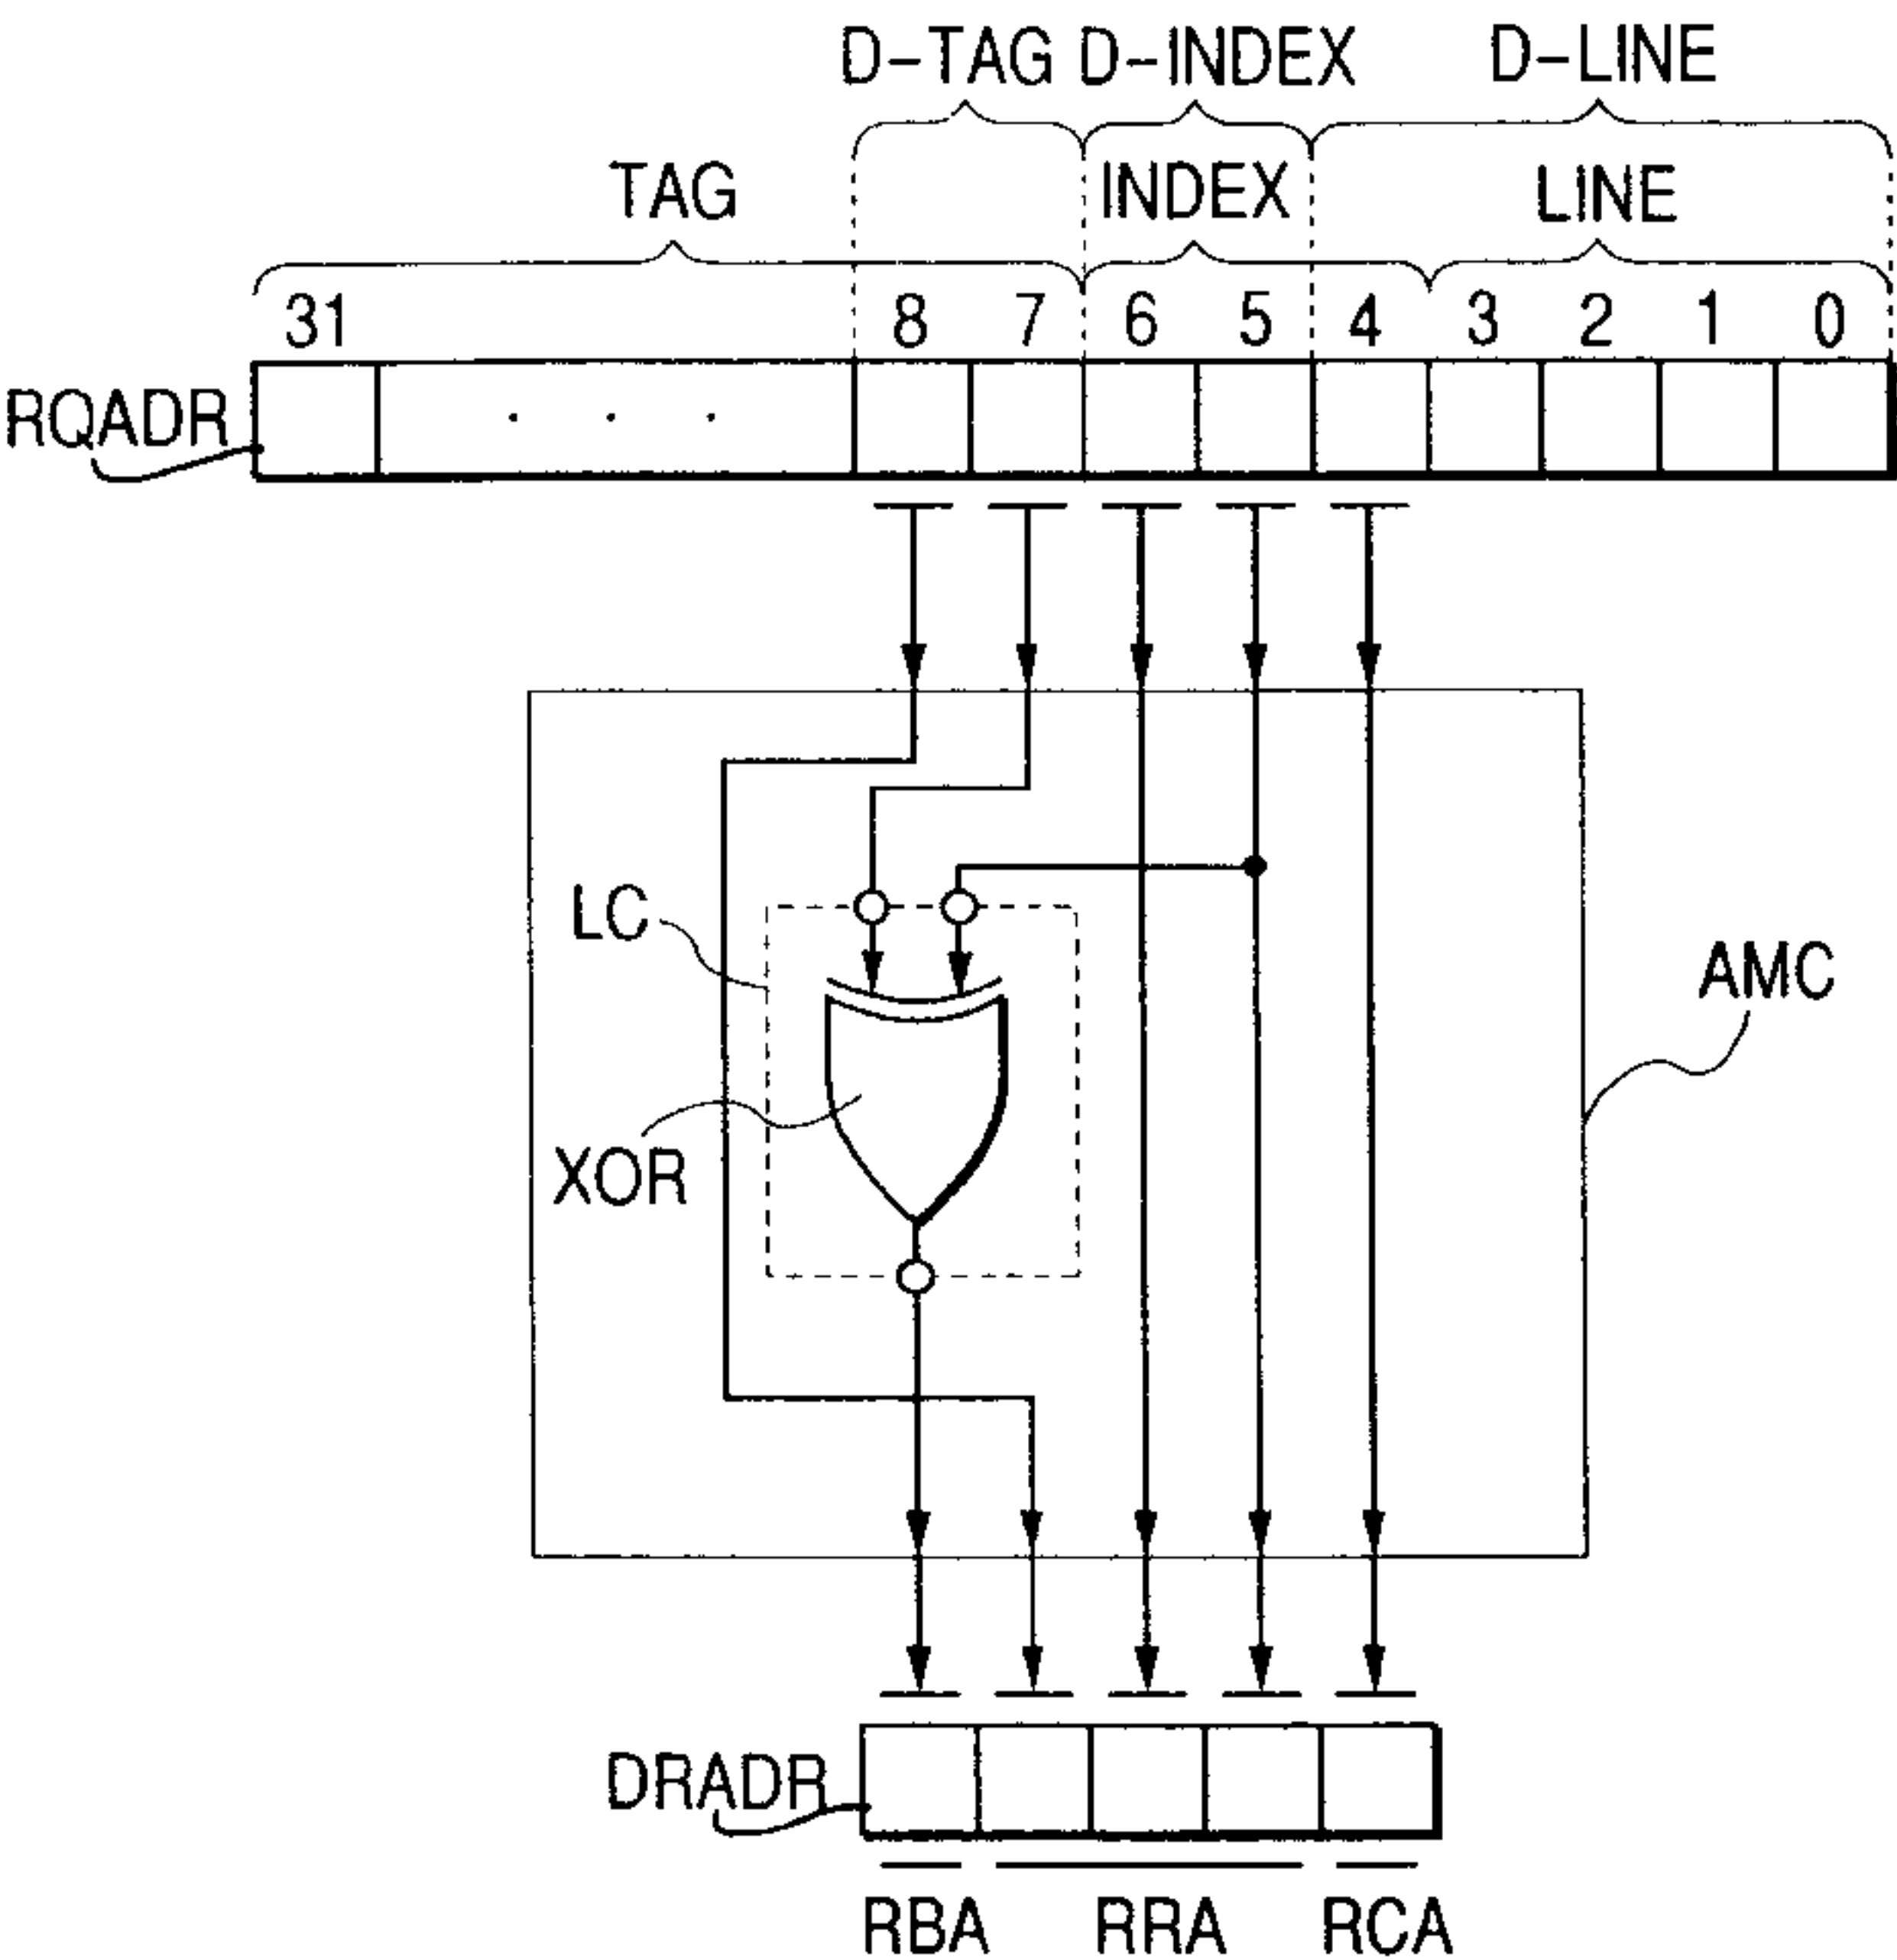 D-TAG D-INDEX D-LINE
TAG INDEX LINE
31 8 7 6 5 4 3 2 1 0
RQADR . . .
LC
AMC
XOR
DRADR
RBA RRA RCA